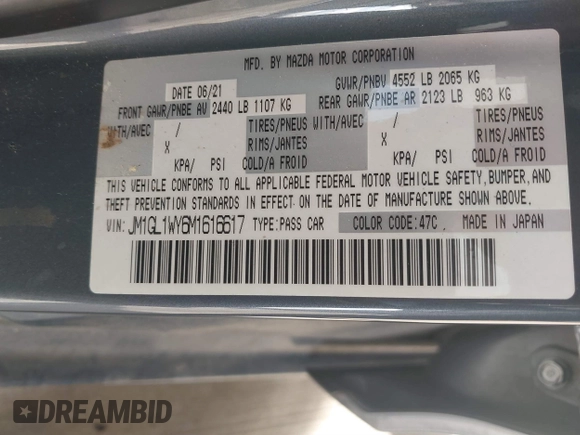 MFD. BY MAZDA MOTOR CORPORATION
DATE 06/21
GVWR/PNBV 4552 LB 2065 KG
FRONT GAWR/PNBE AV 2440 LB 1107 KG
REAR GAWR/PNBE AR 2123 LB 963 KG
WITH/AVEC / TIRES/PNEUS WITH/AVEC / TIRES/PNEUS
X RIMS/JANTES X RIMS/JANTES
KPA/ PSI COLD/A FROID KPA/ PSI COLD/A FROID
THIS VEHICLE CONFORMS TO ALL APPLICABLE FEDERAL MOTOR VEHICLE SAFETY, BUMPER, AND
THEFT PREVENTION STANDARDS IN EFFECT ON THE DATE OF MANUFACTURE SHOWN ABOVE.
VIN: JM1GL1WY6M1616617 TYPE: PASS CAR COLOR CODE: 47C MADE IN JAPAN
DREAMBID